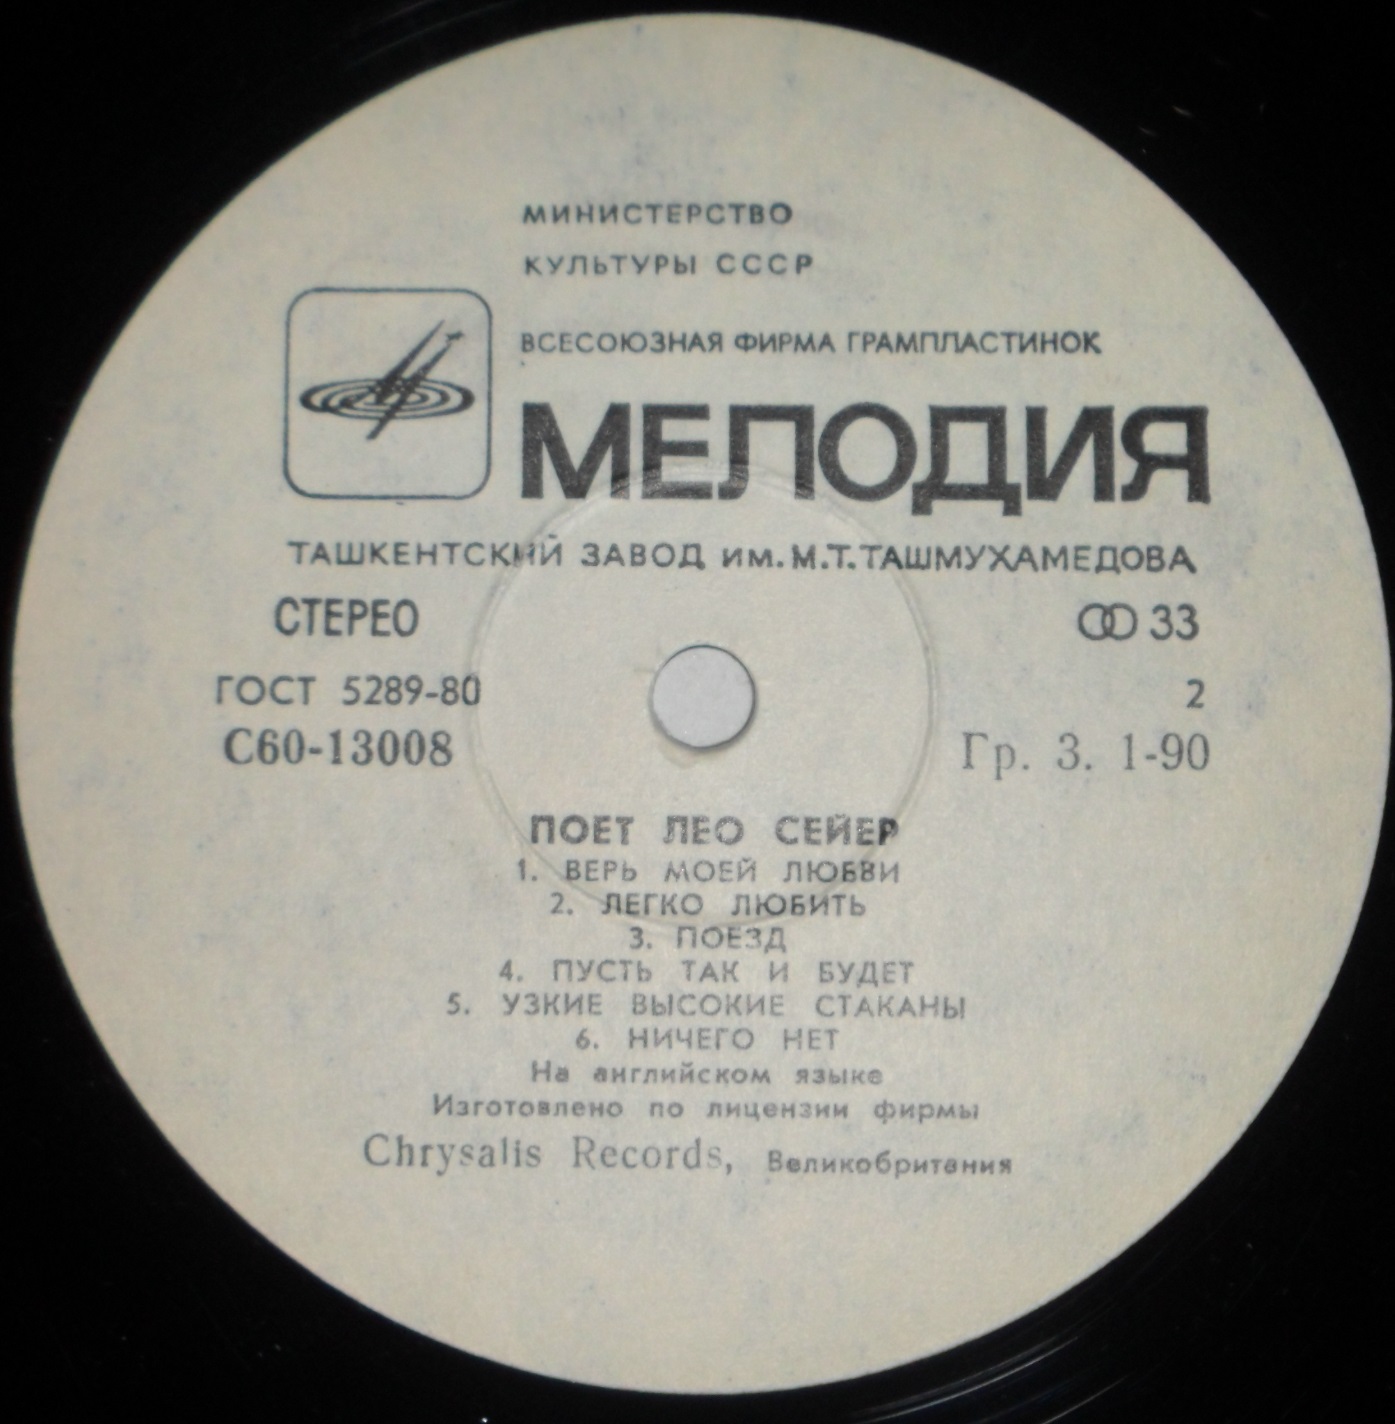 МИНИСТЕРСТВО
КУЛЬТУРЫ СССР
ВСЕСОЮЗНАЯ ФИРМА ГРАМПЛАСТИНОК
МЕЛОДИЯ
ТАШКЕНТСКИЙ ЗАВОД им. М.Т.ТАШМУХАМЕДОВА
СТЕРЕО 33
ГОСТ 5289-80 2
С60-13008 Гр. 3. 1-90
ПОЕТ ЛЕО СЕЙЕР
1. ВЕРЬ МОЕЙ ЛЮБВИ
2. ЛЕГКО ЛЮБИТЬ
3. ПОЕЗД
4. ПУСТЬ ТАК И БУДЕТ
5. УЗКИЕ ВЫСОКИЕ СТАКАНЫ
6. НИЧЕГО НЕТ
На английском языке
Изготовлено по лицензии фирмы
Chrysalis Records, Великобритания